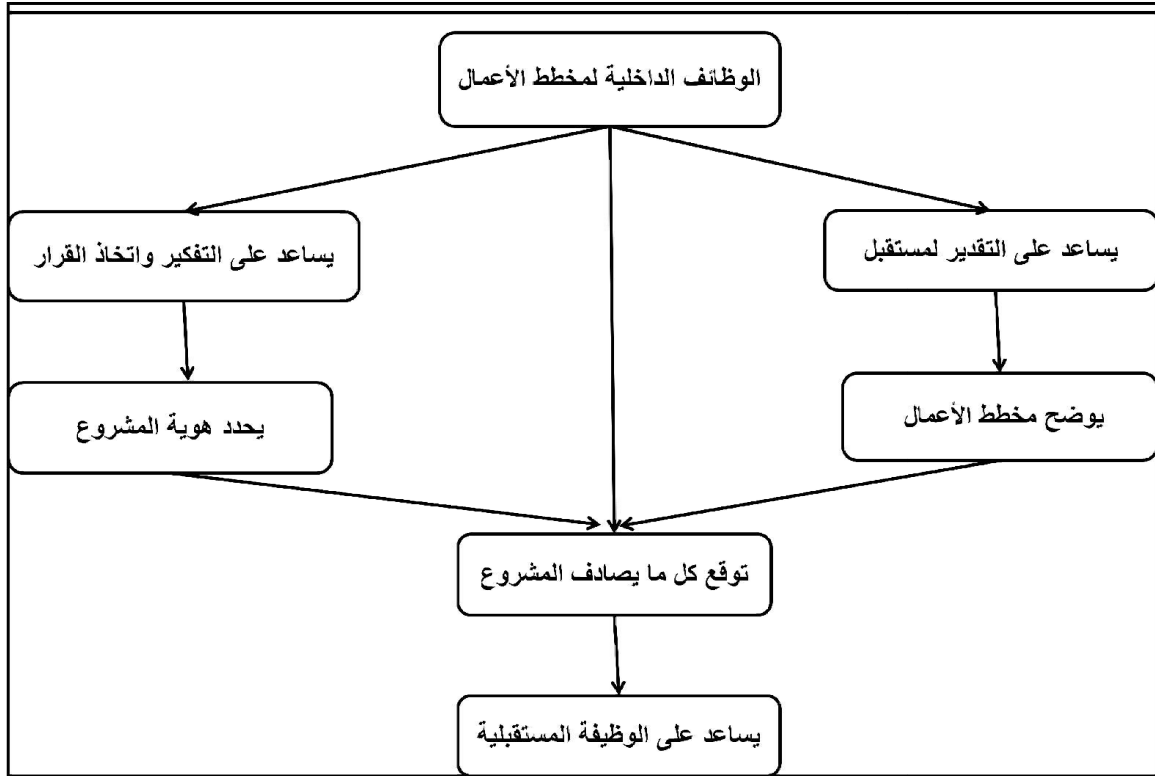 الوظائف الداخلية لمخطط الأعمال
يساعد على التقدير لمستقبل
يساعد على التفكير واتخاذ القرار
يوضح مخطط الأعمال
يحدد هوية المشروع
توقع كل ما يصادف المشروع
يساعد على الوظيفة المستقبلية